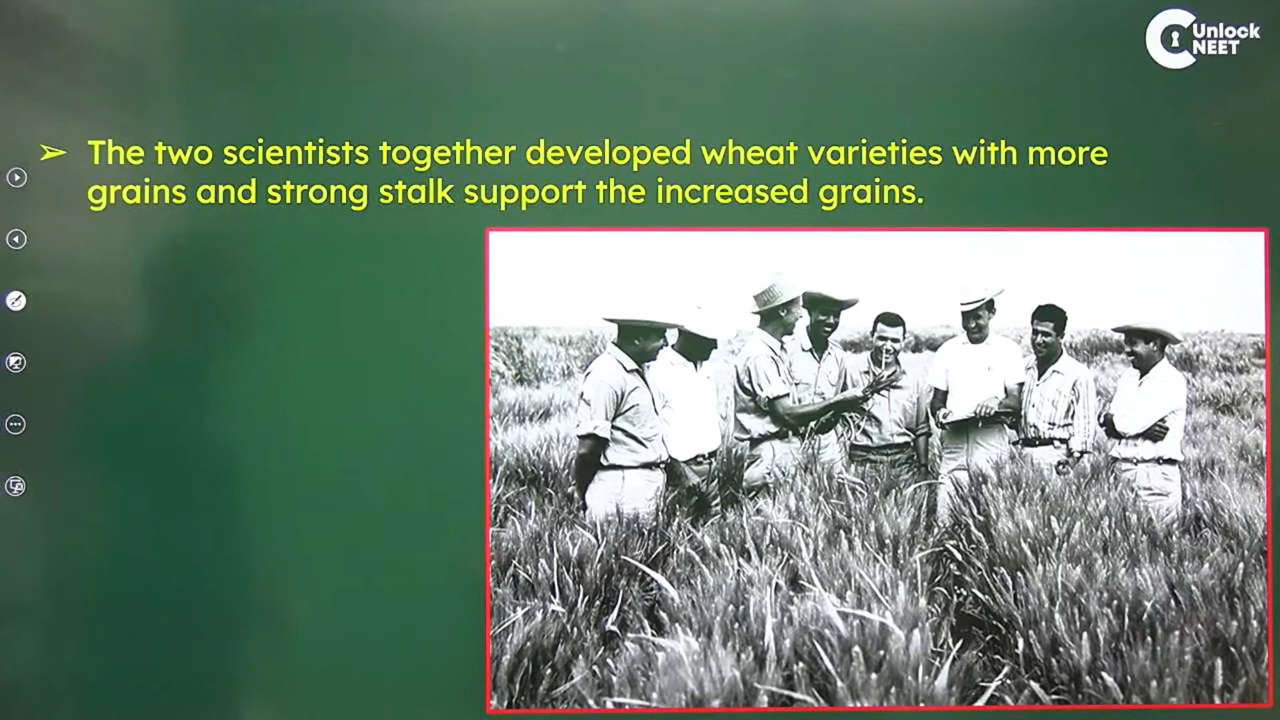 Unlock
NEET
The two scientists together developed wheat varieties with more
grains and strong stalk support the increased grains.